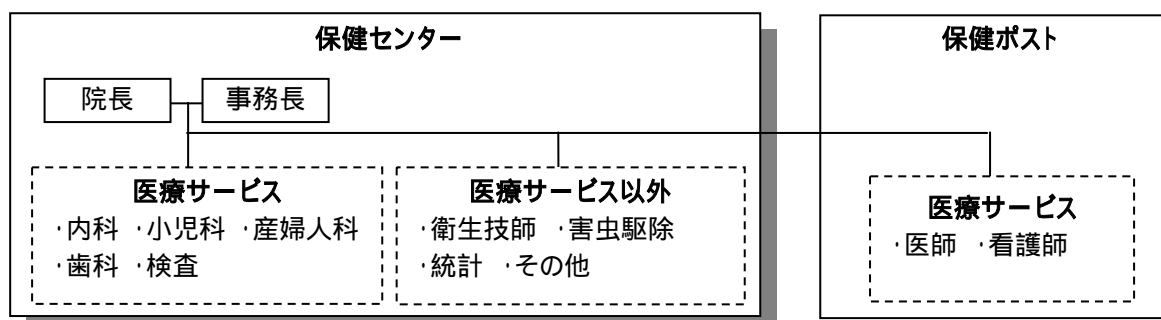 保健センター
院長
事務長
医療サービス
・内科 ・小児科 ・産婦人科
・歯科 ・検査
医療サービス以外
・衛生技師 ・害虫駆除
・統計 ・その他
保健ポスト
医療サービス
・医師 ・看護師